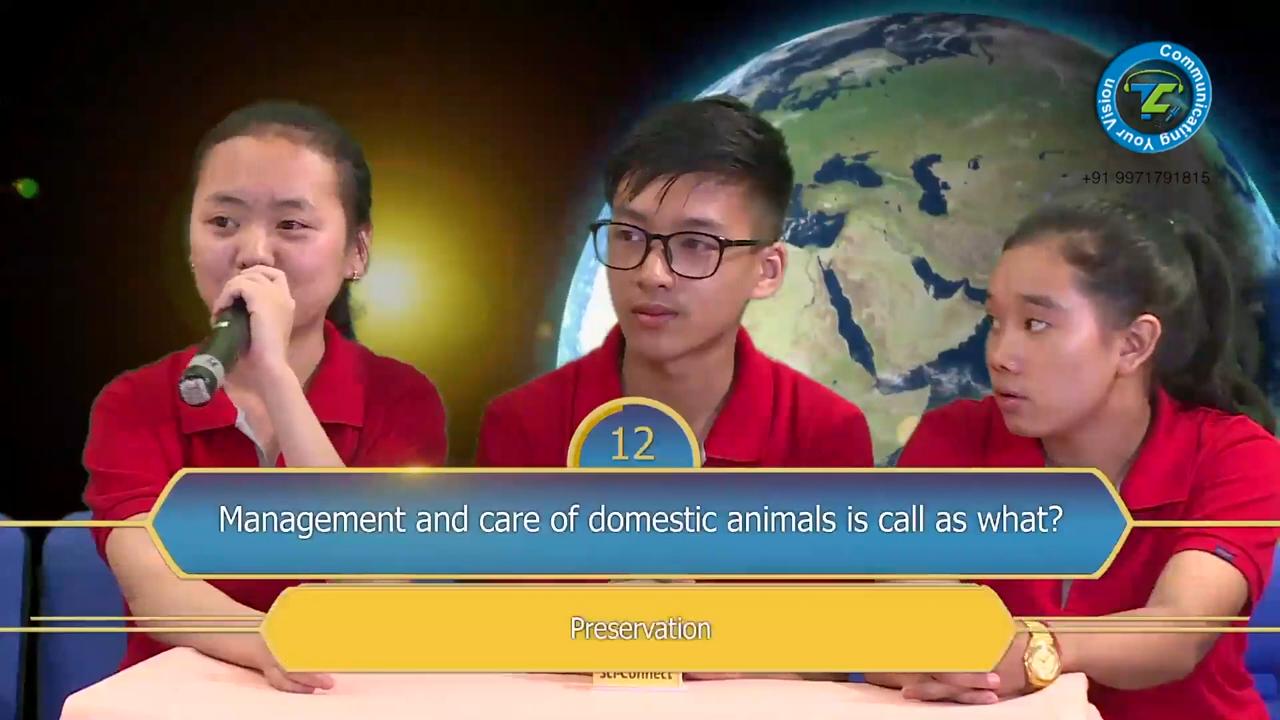 Communicating
Your Vision
TC
+91 9971791815
12
Management and care of domestic animals is call as what?
Preservation
Sci-Connect